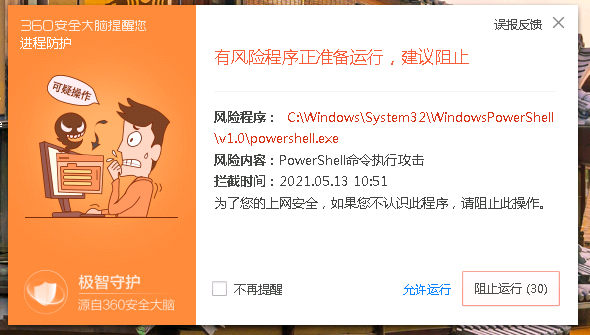 360安全大脑提醒您
进程防护
误报反馈
有风险程序正准备运行，建议阻止
可疑操作
风险程序： C:\Windows\System32\WindowsPowerShell
\v1.0\powershell.exe
风险内容：PowerShell命令执行攻击
拦截时间：2021.05.13 10:51
为了您的上网安全，如果您不认识此程序，请阻止此操作。
极智守护
源自360安全大脑
不再提醒
允许运行
阻止运行 (30)